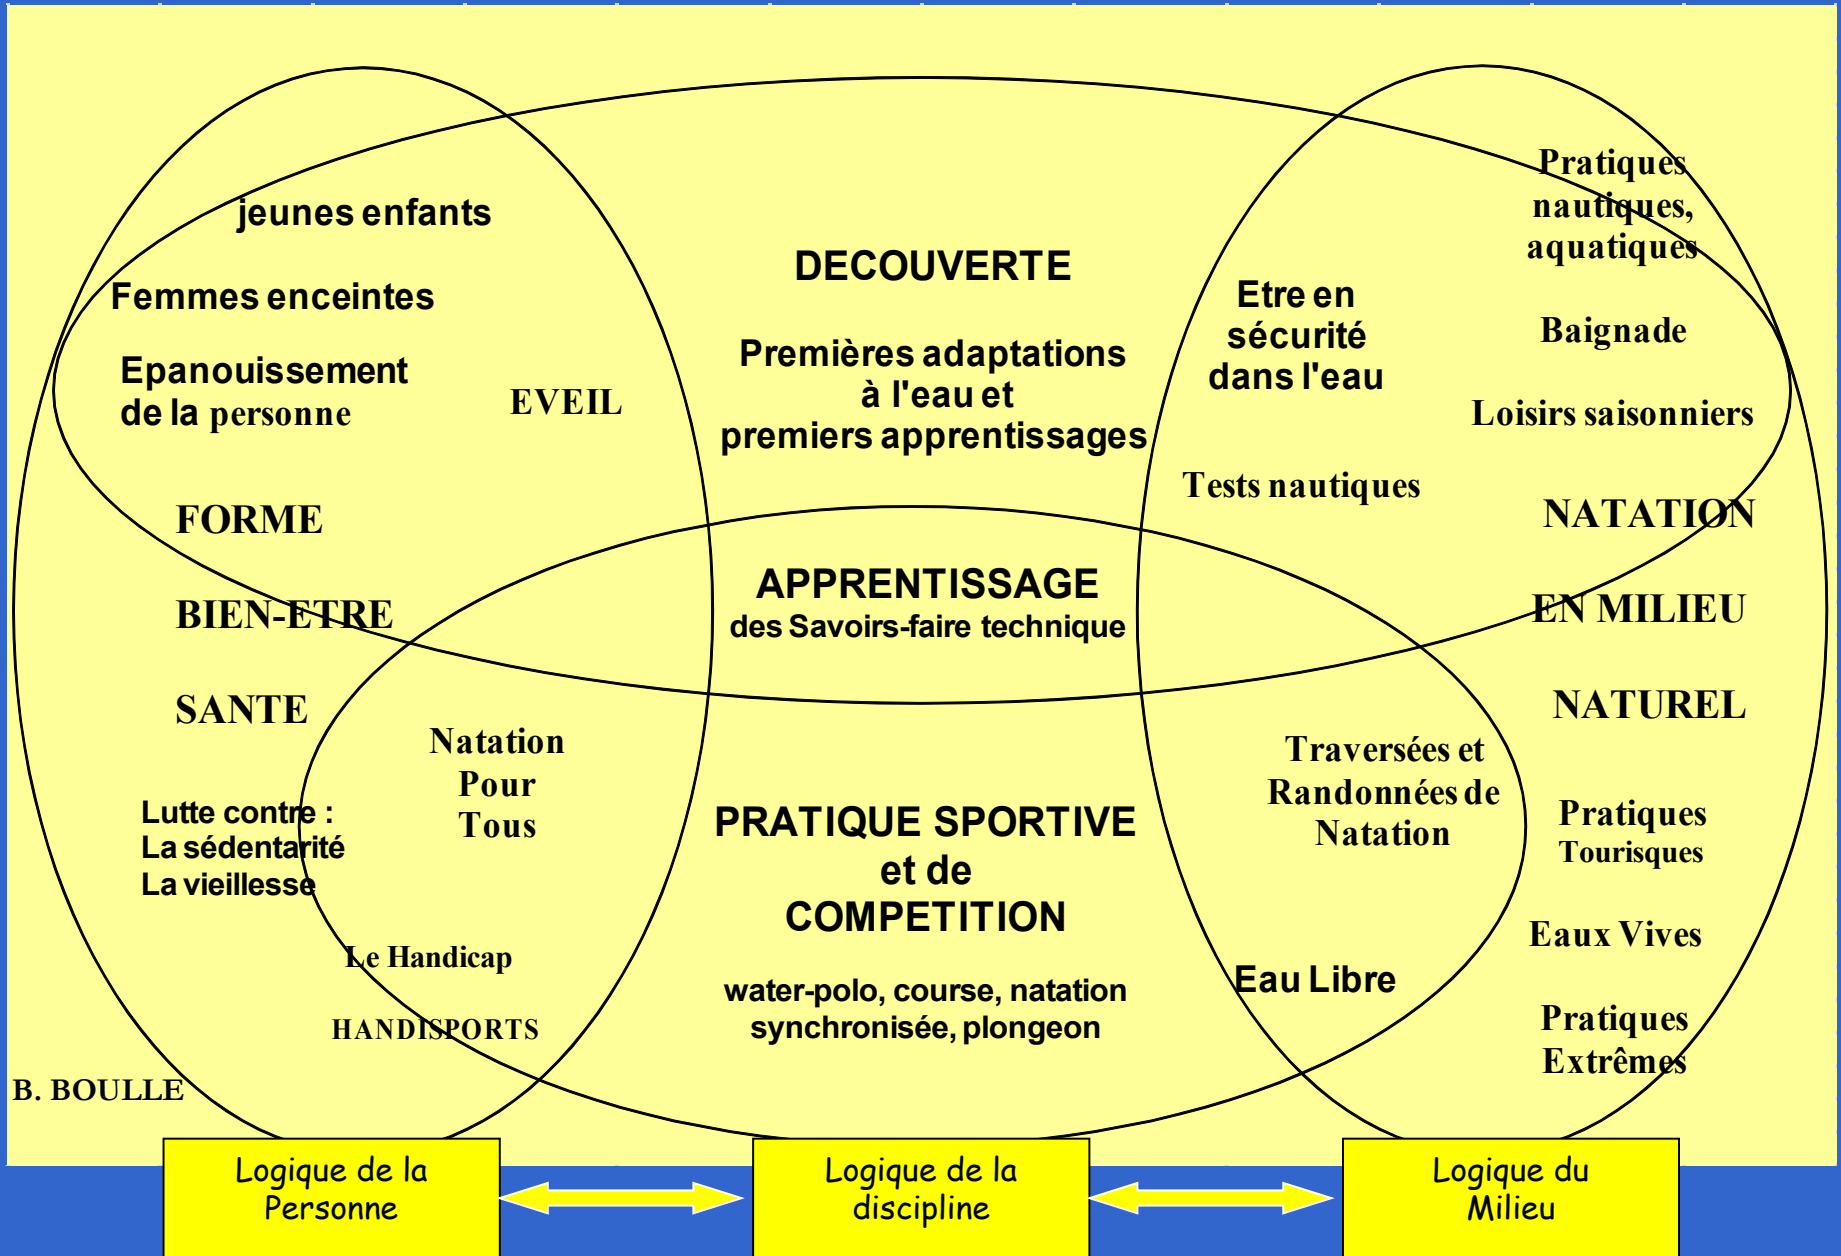 jeunes enfants
Femmes enceintes
Epanouissement
de la personne
EVEIL
FORME
BIEN-ETRE
SANTE
Lutte contre :
La sédentarité
La vieillesse
Natation
Pour
Tous
Le Handicap
HANDISPORTS
B. BOULLE
DECOUVERTE
Premières adaptations
à l'eau et
premiers apprentissages
APPRENTISSAGE
des Savoirs-faire technique
PRATIQUE SPORTIVE
et de
COMPETITION
water-polo, course, natation
synchronisée, plongeon
Etre en
sécurité
dans l'eau
Tests nautiques
Pratiques
nautiques,
aquatiques
Baignade
Loisirs saisonniers
NATATION
EN MILIEU
NATUREL
Traversées et
Randonnées de
Natation
Eau Libre
Pratiques
Tourisques
Eaux Vives
Pratiques
Extrêmes
Logique de la
Personne
Logique de la
discipline
Logique du
Milieu